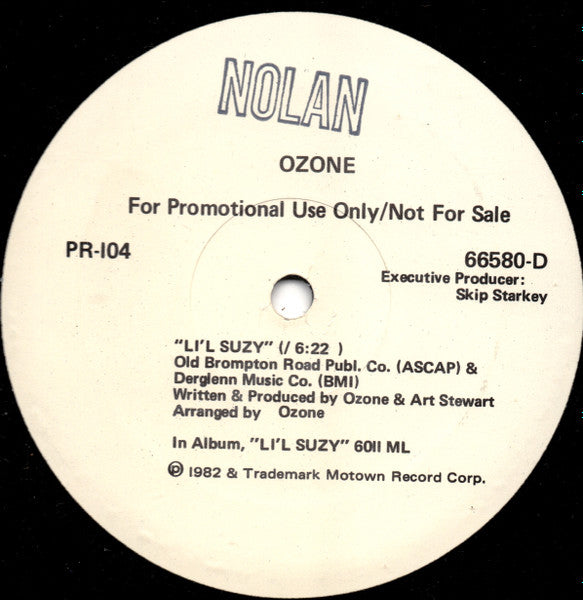 NOLAN
OZONE
For Promotional Use Only/Not For Sale
PR-104
66580-D
Executive Producer:
Skip Starkey
"LI'L SUZY" (/ 6:22 )
Old Brompton Road Publ. Co. (ASCAP) &
Derglenn Music Co. (BMI)
Written & Produced by Ozone & Art Stewart
Arranged by Ozone
In Album, "LI'L SUZY" 6011 ML
℗ 1982 & Trademark Motown Record Corp.